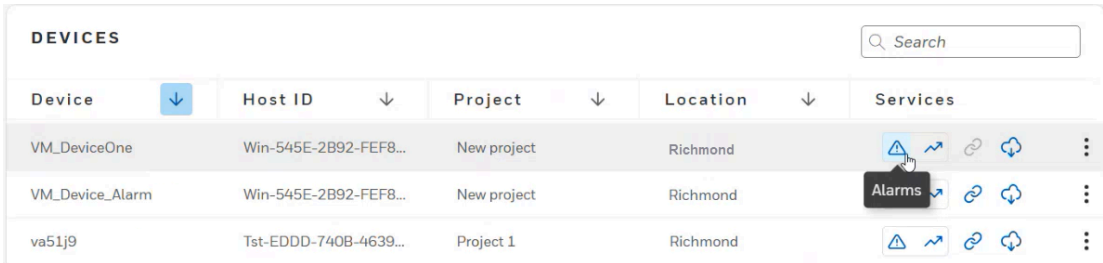 DEVICES
Search
Device Host ID Project Location Services
VM_DeviceOne Win-545E-2B92-FEF8... New project Richmond
Alarms
VM_Device_Alarm Win-545E-2B92-FEF8... New project Richmond
va51j9 Tst-EDDD-740B-4639... Project 1 Richmond